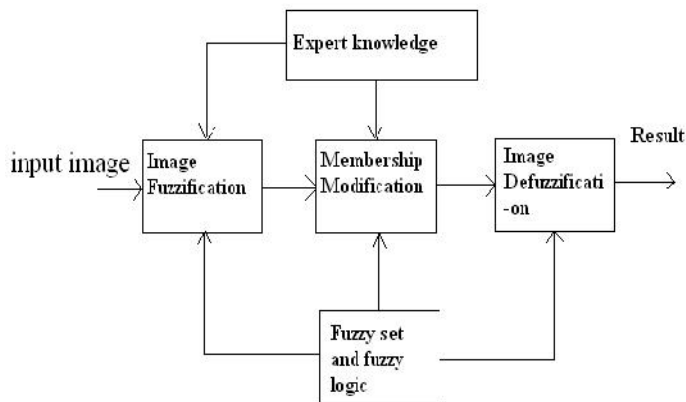 Expert knowledge
Result
input image
Image
Fuzzification
Membership
Modification
Image
Defuzzificati
-on
Fuzzy set
and fuzzy
logic